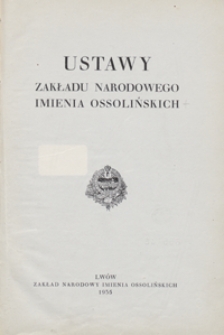 USTAWY
ZAKŁADU NARODOWEGO
IMIENIA OSSOLIŃSKICH
LWÓW
ZAKŁAD NARODOWY IMIENIA OSSOLIŃSKICH